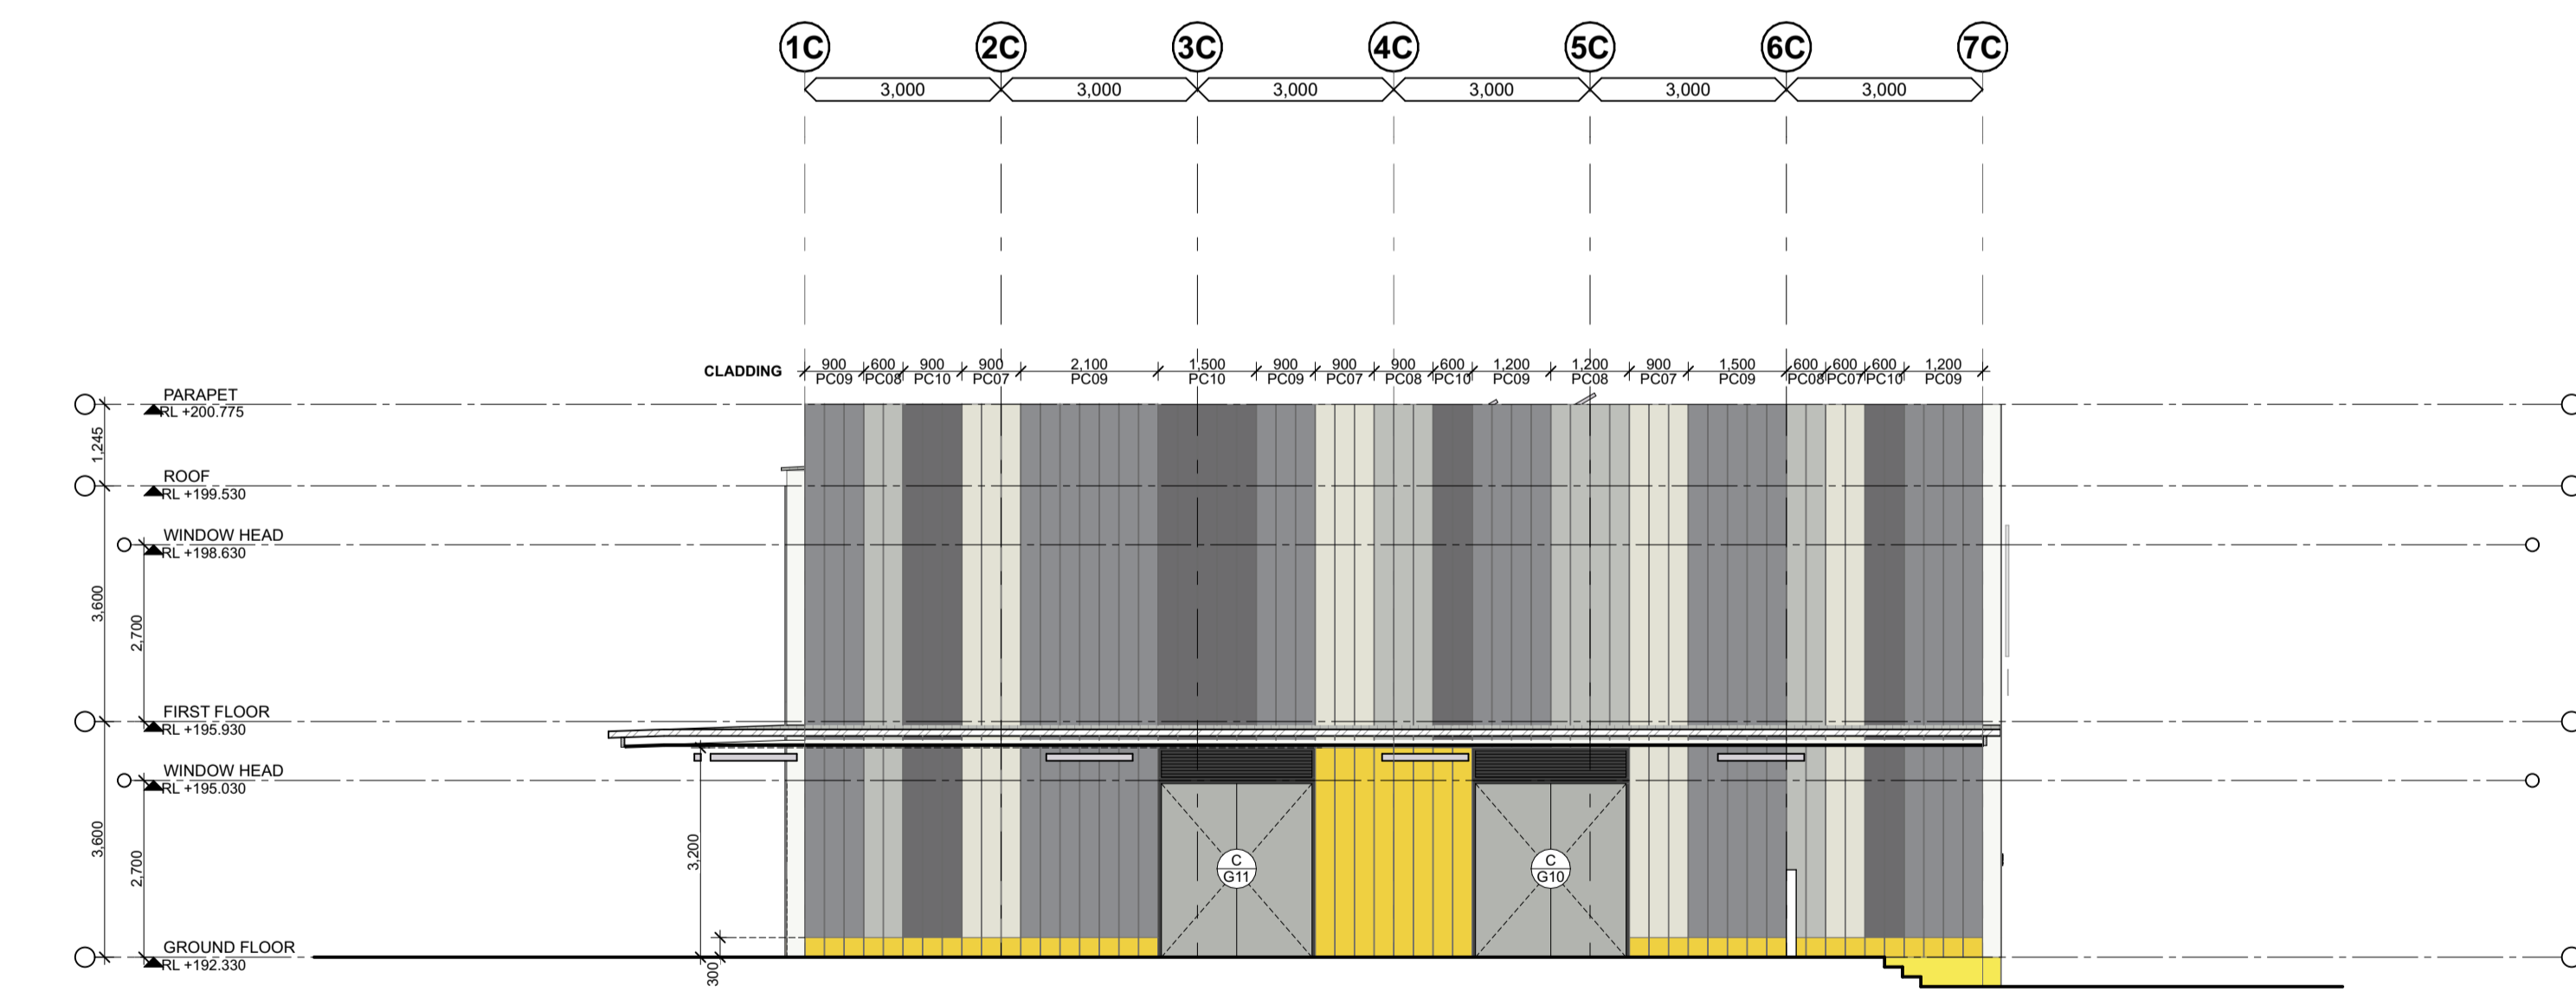 1C 2C 3C 4C 5C 6C 7C
3,000 3,000 3,000 3,000 3,000 3,000
CLADDING 900 600 900 900 2,100 1,500 900 900 900 600 1,200 1,200 900 1,500 600 600 600 1,200
PC09 PC08 PC10 PC07 PC09 PC10 PC09 PC07 PC08 PC10 PC09 PC08 PC07 PC09 PC08 PC07 PC10 PC09
PARAPET
RL +200.775
1,245
ROOF
RL +199.530
WINDOW HEAD
RL +198.630
3,600
2,700
FIRST FLOOR
RL +195.930
WINDOW HEAD
RL +195.030
3,600
2,700
3,200
C
G11
C
G10
GROUND FLOOR
RL +192.330
300